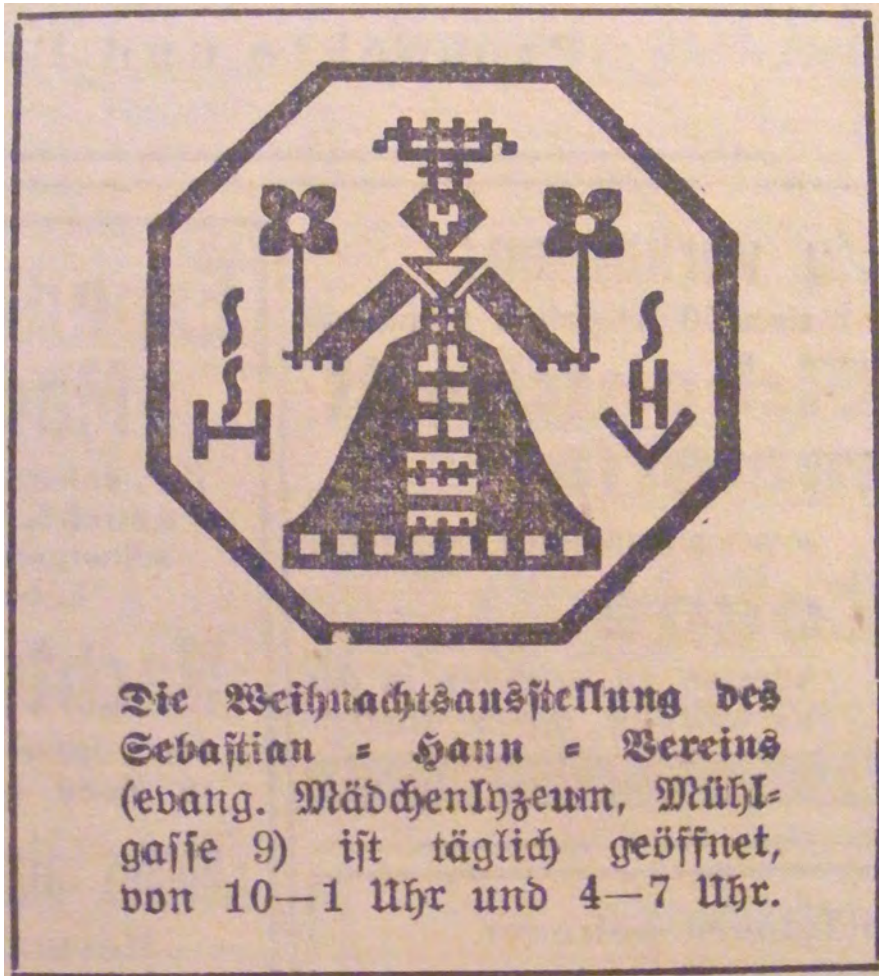 Die Weihnachtsausstellung des
Sebastian = Hann = Vereins
(evang. Mädchenlyzeum, Mühl=
gasse 9) ist täglich geöffnet,
von 10—1 Uhr und 4—7 Uhr.